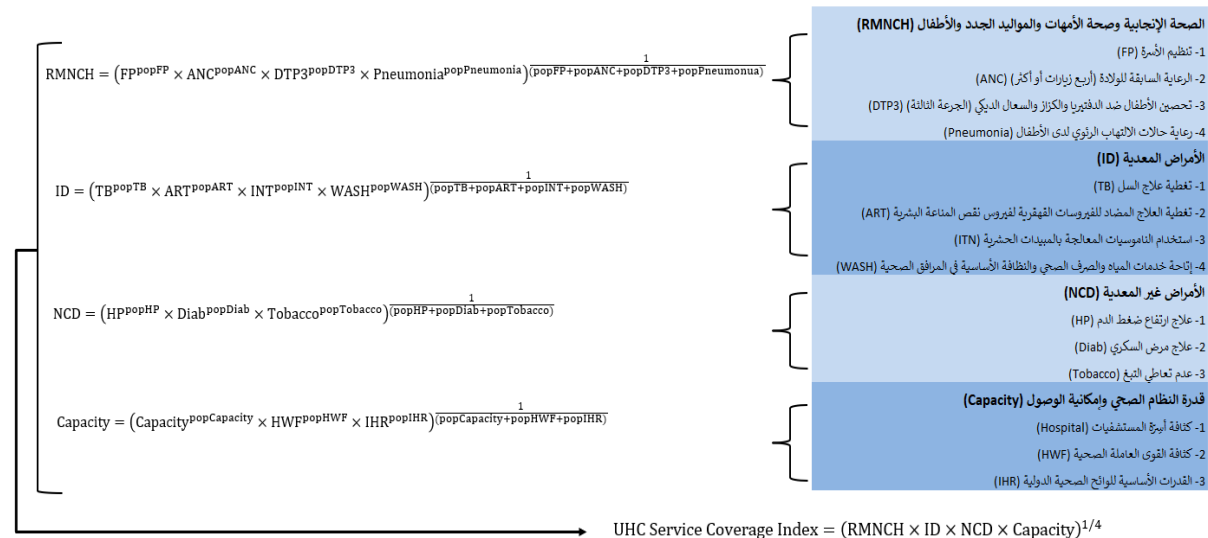 الصحة الإنجابية وصحة الأمهات والمواليد الجدد والأطفال (RMNCH)
1- تنظيم الأسرة (FP)
2- الرعاية السابقة للولادة (أربع زيارات أو أكثر) (ANC)
3- تحصين الأطفال ضد الدفتيريا والكزاز والسعال الديكي (الجرعة الثالثة) (DTP3)
4- رعاية حالات الالتهاب الرئوي لدى الأطفال (Pneumonia)
RMNCH = (FP^popFP × ANC^popANC × DTP3^popDTP3 × Pneumonia^popPneumonia)^1/(popFP+popANC+popDTP3+popPneumonua)
الأمراض المعدية (ID)
1- تغطية علاج السل (TB)
2- تغطية العلاج المضاد للفيروسات القهقرية لفيروس نقص المناعة البشرية (ART)
3- استخدام الناموسيات المعالجة بالمبيدات الحشرية (ITN)
4- إتاحة خدمات المياه والصرف الصحي والنظافة الأساسية في المرافق الصحية (WASH)
ID = (TB^popTB × ART^popART × INT^popINT × WASH^popWASH)^1/(popTB+popART+popINT+popWASH)
الأمراض غير المعدية (NCD)
1- علاج ارتفاع ضغط الدم (HP)
2- علاج مرض السكري (Diab)
3- عدم تعاطي التبغ (Tobacco)
NCD = (HP^popHP × Diab^popDiab × Tobacco^popTobacco)^1/(popHP+popDiab+popTobacco)
قدرة النظام الصحي وإمكانية الوصول (Capacity)
1- كثافة أسِرّة المستشفيات (Hospital)
2- كثافة القوى العاملة الصحية (HWF)
3- القدرات الأساسية للوائح الصحية الدولية (IHR)
Capacity = (Capacity^popCapacity × HWF^popHWF × IHR^popIHR)^1/(popCapacity+popHWF+popIHR)
UHC Service Coverage Index = (RMNCH × ID × NCD × Capacity)^1/4